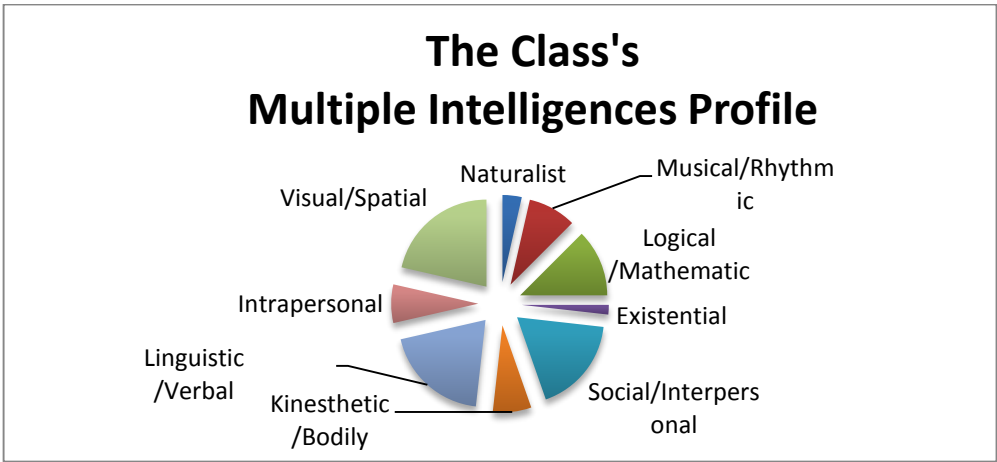 The Class's
Multiple Intelligences Profile
Naturalist
Musical/Rhythm
ic
Logical
/Mathematic
Existential
Social/Interpers
onal
Kinesthetic
/Bodily
Linguistic
/Verbal
Intrapersonal
Visual/Spatial